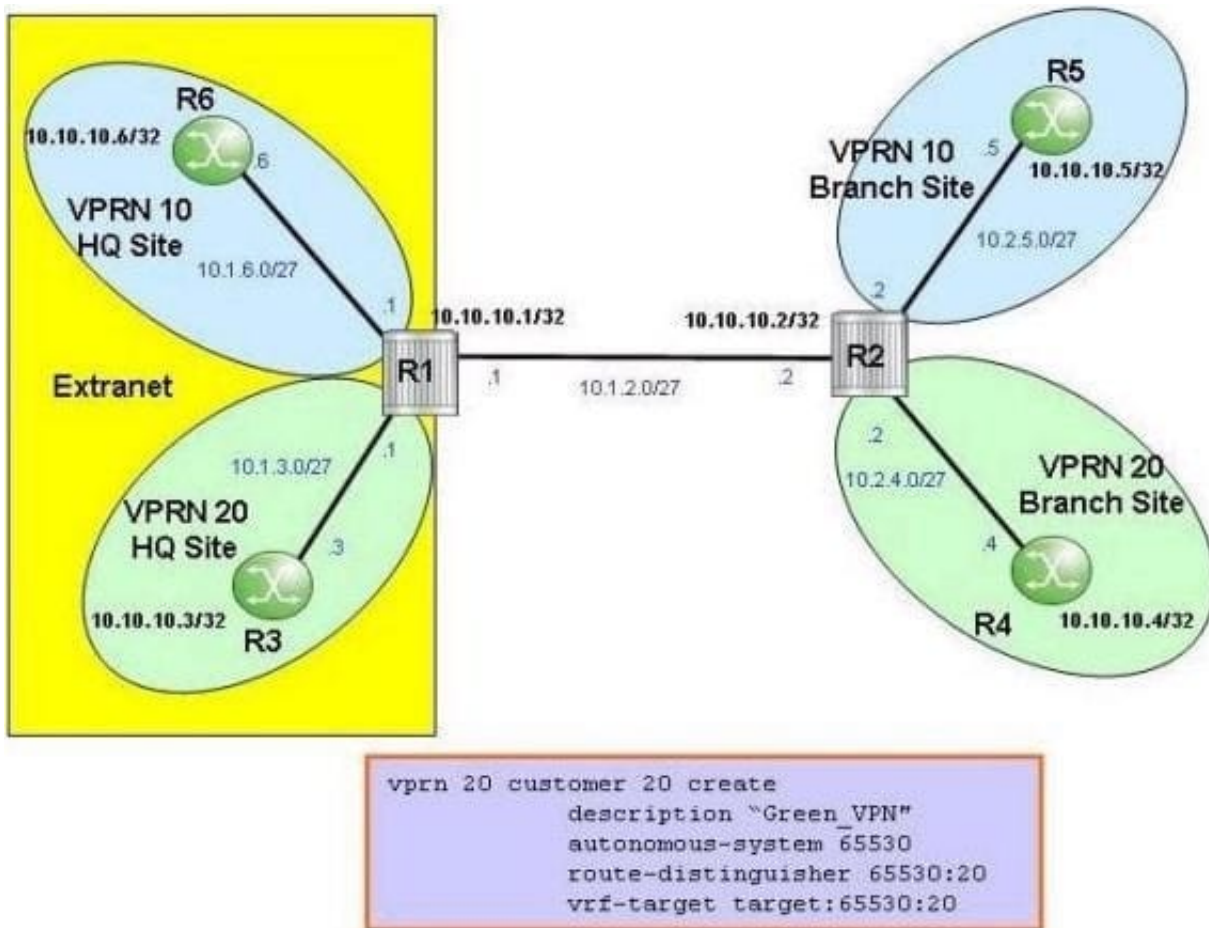 R6
10.10.10.6/32
.6
VPRN 10
HQ Site
10.1.6.0/27
.1
10.10.10.1/32
R1
Extranet
.1
10.1.2.0/27
.2
10.1.3.0/27
.1
VPRN 20
HQ Site
.3
10.10.10.3/32
R3
R5
VPRN 10
Branch Site
.5
10.10.10.5/32
10.2.5.0/27
.2
10.10.10.2/32
R2
.2
10.2.4.0/27
VPRN 20
Branch Site
.4
R4
10.10.10.4/32
vprn 20 customer 20 create
description "Green_VPN"
autonomous-system 65530
route-distinguisher 65530:20
vrf-target target:65530:20